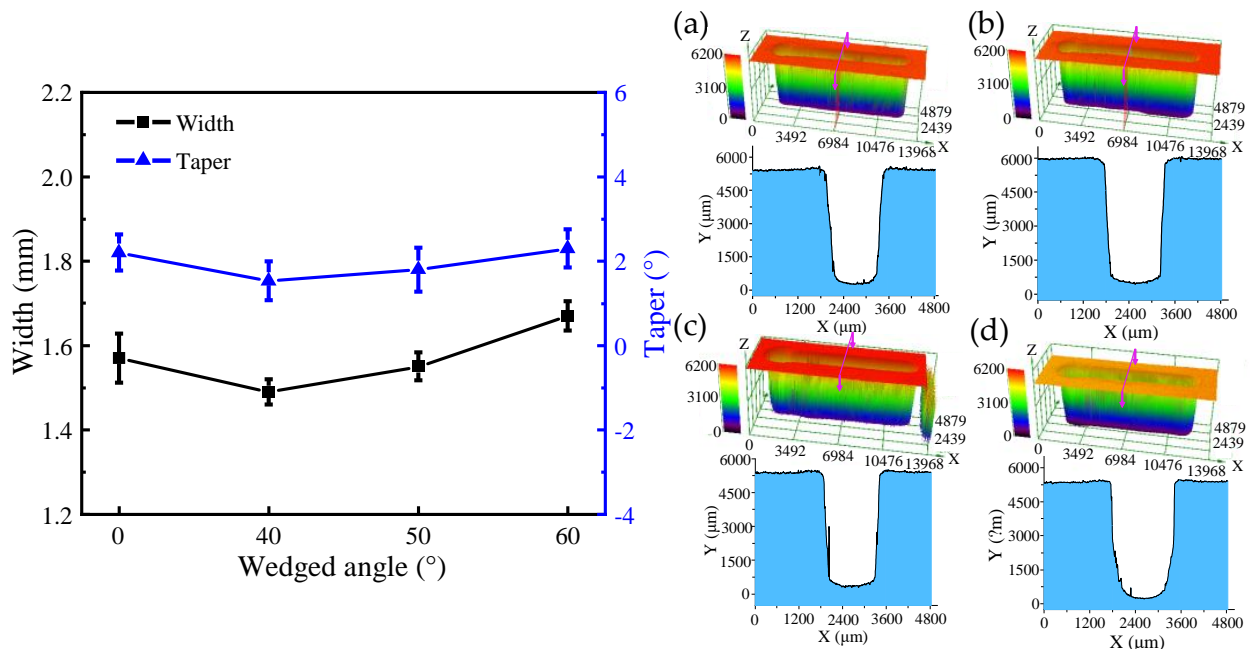 2.2
2.0
1.8
1.6
1.4
1.2
Width (mm)
Width
Taper
6
4
2
0
-2
-4
Taper (°)
0 40 50 60
Wedged angle (°)
(a)
Z
6200
3100
0
0
3492
6984
10476
13968
X
4879
2439
6000
4500
3000
1500
0
Y (μm)
0 1200 2400 3600 4800
X (μm)
(b)
Z
6200
3100
0
0
3492
6984
10476
13968
X
4879
2439
6000
4500
3000
1500
0
Y (μm)
0 1200 2400 3600 4800
X (μm)
(c)
Z
6200
3100
0
0
3492
6984
10476
13968
X
4879
2439
6000
4500
3000
1500
0
Y (μm)
0 1200 2400 3600 4800
X (μm)
(d)
Z
6200
3100
0
0
3492
6984
10476
13968
X
4879
2439
6000
4500
3000
1500
0
Y (?m)
0 1200 2400 3600 4800
X (μm)